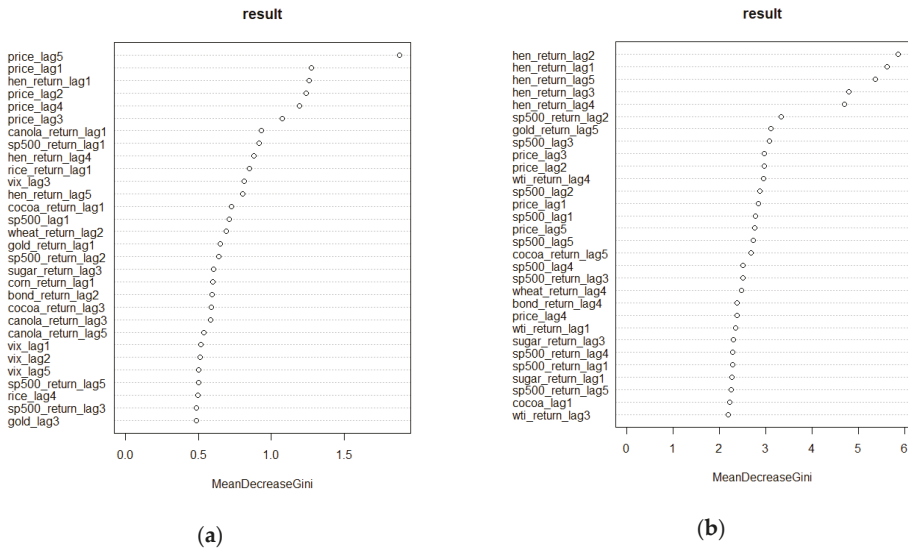 result
price_lag5
price_lag1
hen_return_lag1
price_lag2
price_lag4
price_lag3
canola_return_lag1
sp500_return_lag1
hen_return_lag4
rice_return_lag1
vix_lag3
hen_return_lag5
cocoa_return_lag1
sp500_lag1
wheat_return_lag2
gold_return_lag1
sp500_return_lag2
sugar_return_lag3
corn_return_lag1
bond_return_lag2
cocoa_return_lag3
canola_return_lag3
canola_return_lag5
vix_lag1
vix_lag2
vix_lag5
sp500_return_lag5
rice_lag4
sp500_return_lag3
gold_lag3
0.0 0.5 1.0 1.5
MeanDecreaseGini
(a)
result
hen_return_lag2
hen_return_lag1
hen_return_lag5
hen_return_lag3
hen_return_lag4
sp500_return_lag2
gold_return_lag5
sp500_lag3
price_lag3
price_lag2
wti_return_lag4
sp500_lag2
price_lag1
sp500_lag1
price_lag5
sp500_lag5
cocoa_return_lag5
sp500_lag4
sp500_return_lag3
wheat_return_lag4
bond_return_lag4
price_lag4
wti_return_lag1
sugar_return_lag3
sp500_return_lag4
sp500_return_lag1
sugar_return_lag1
sp500_return_lag5
cocoa_lag1
wti_return_lag3
0 1 2 3 4 5 6
MeanDecreaseGini
(b)